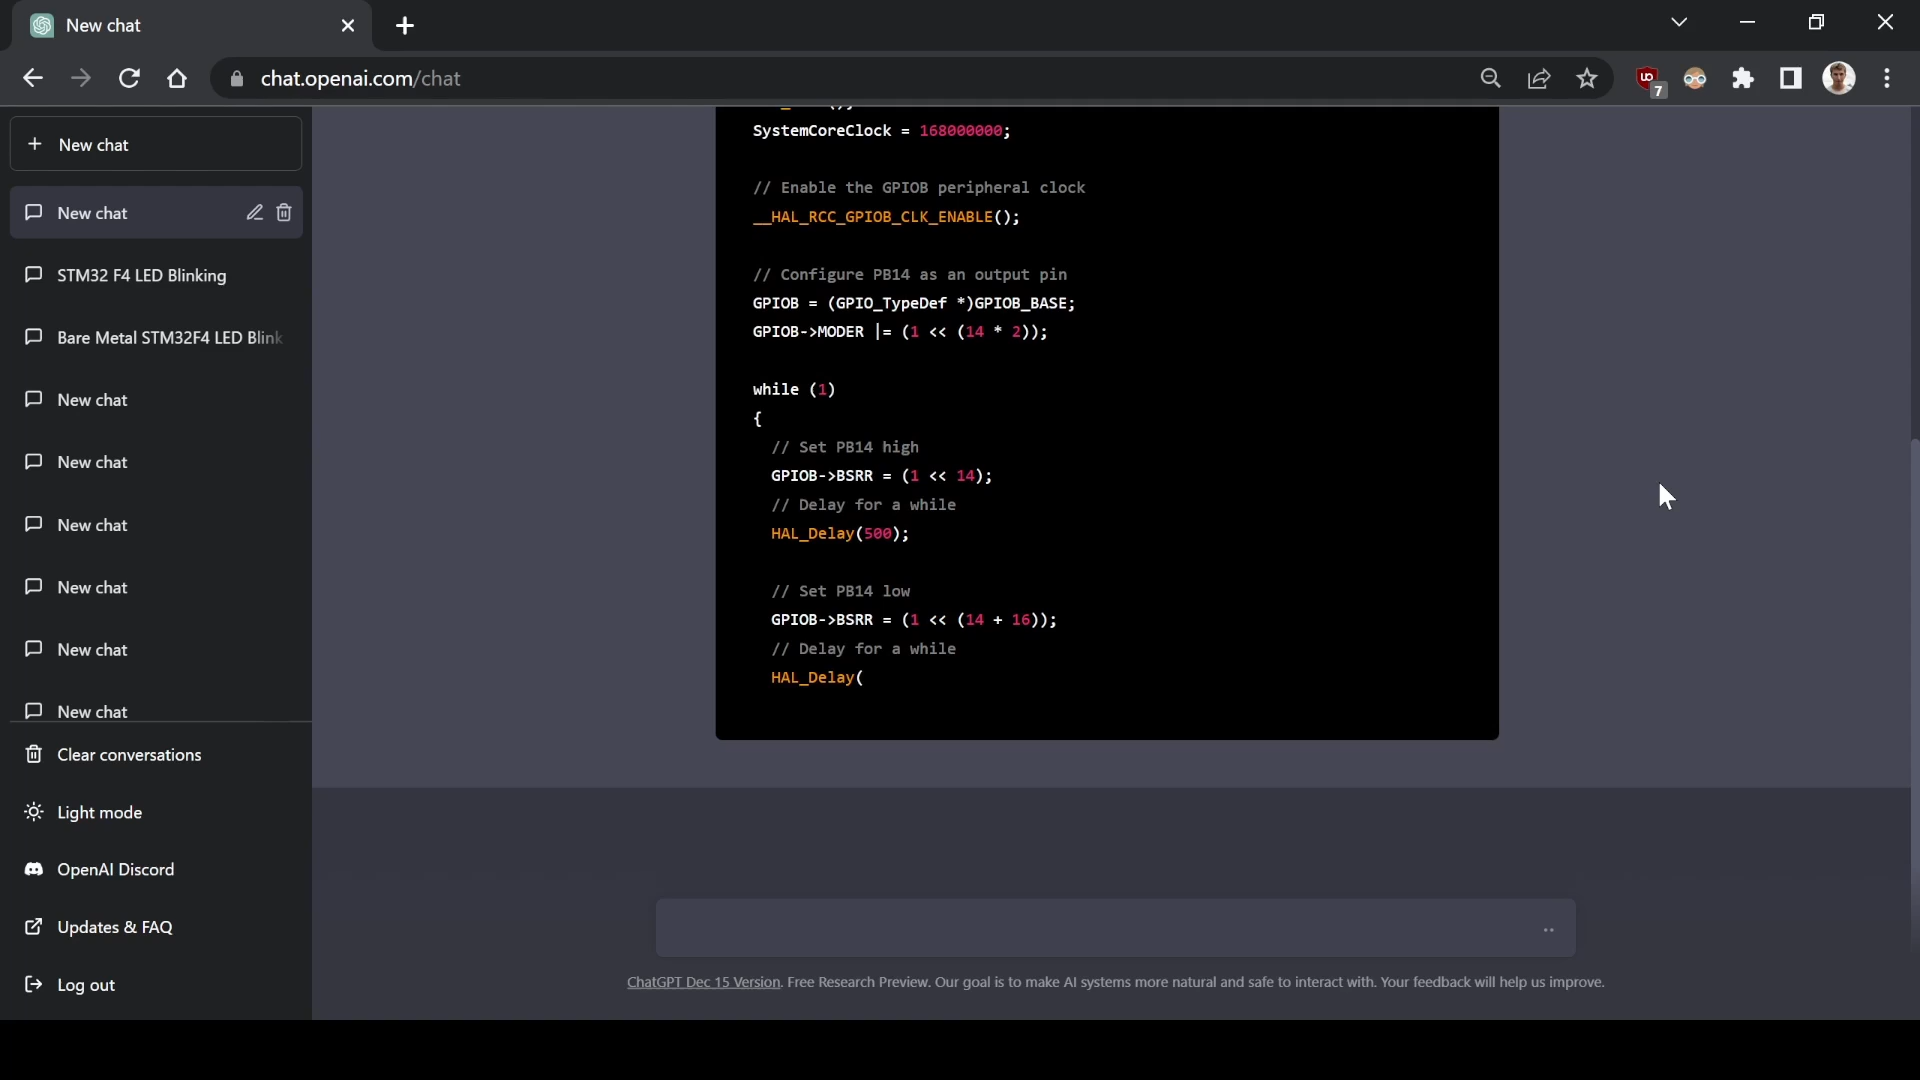 New chat
chat.openai.com/chat
7
New chat
New chat
STM32 F4 LED Blinking
Bare Metal STM32F4 LED Blink
New chat
New chat
New chat
New chat
New chat
New chat
Clear conversations
Light mode
OpenAI Discord
Updates & FAQ
Log out
SystemCoreClock = 168000000;
// Enable the GPIOB peripheral clock
__HAL_RCC_GPIOB_CLK_ENABLE();
// Configure PB14 as an output pin
GPIOB = (GPIO_TypeDef *)GPIOB_BASE;
GPIOB->MODER |= (1 << (14 * 2));
while (1)
{
// Set PB14 high
GPIOB->BSRR = (1 << 14);
// Delay for a while
HAL_Delay(500);
// Set PB14 low
GPIOB->BSRR = (1 << (14 + 16));
// Delay for a while
HAL_Delay(
ChatGPT Dec 15 Version. Free Research Preview. Our goal is to make AI systems more natural and safe to interact with. Your feedback will help us improve.